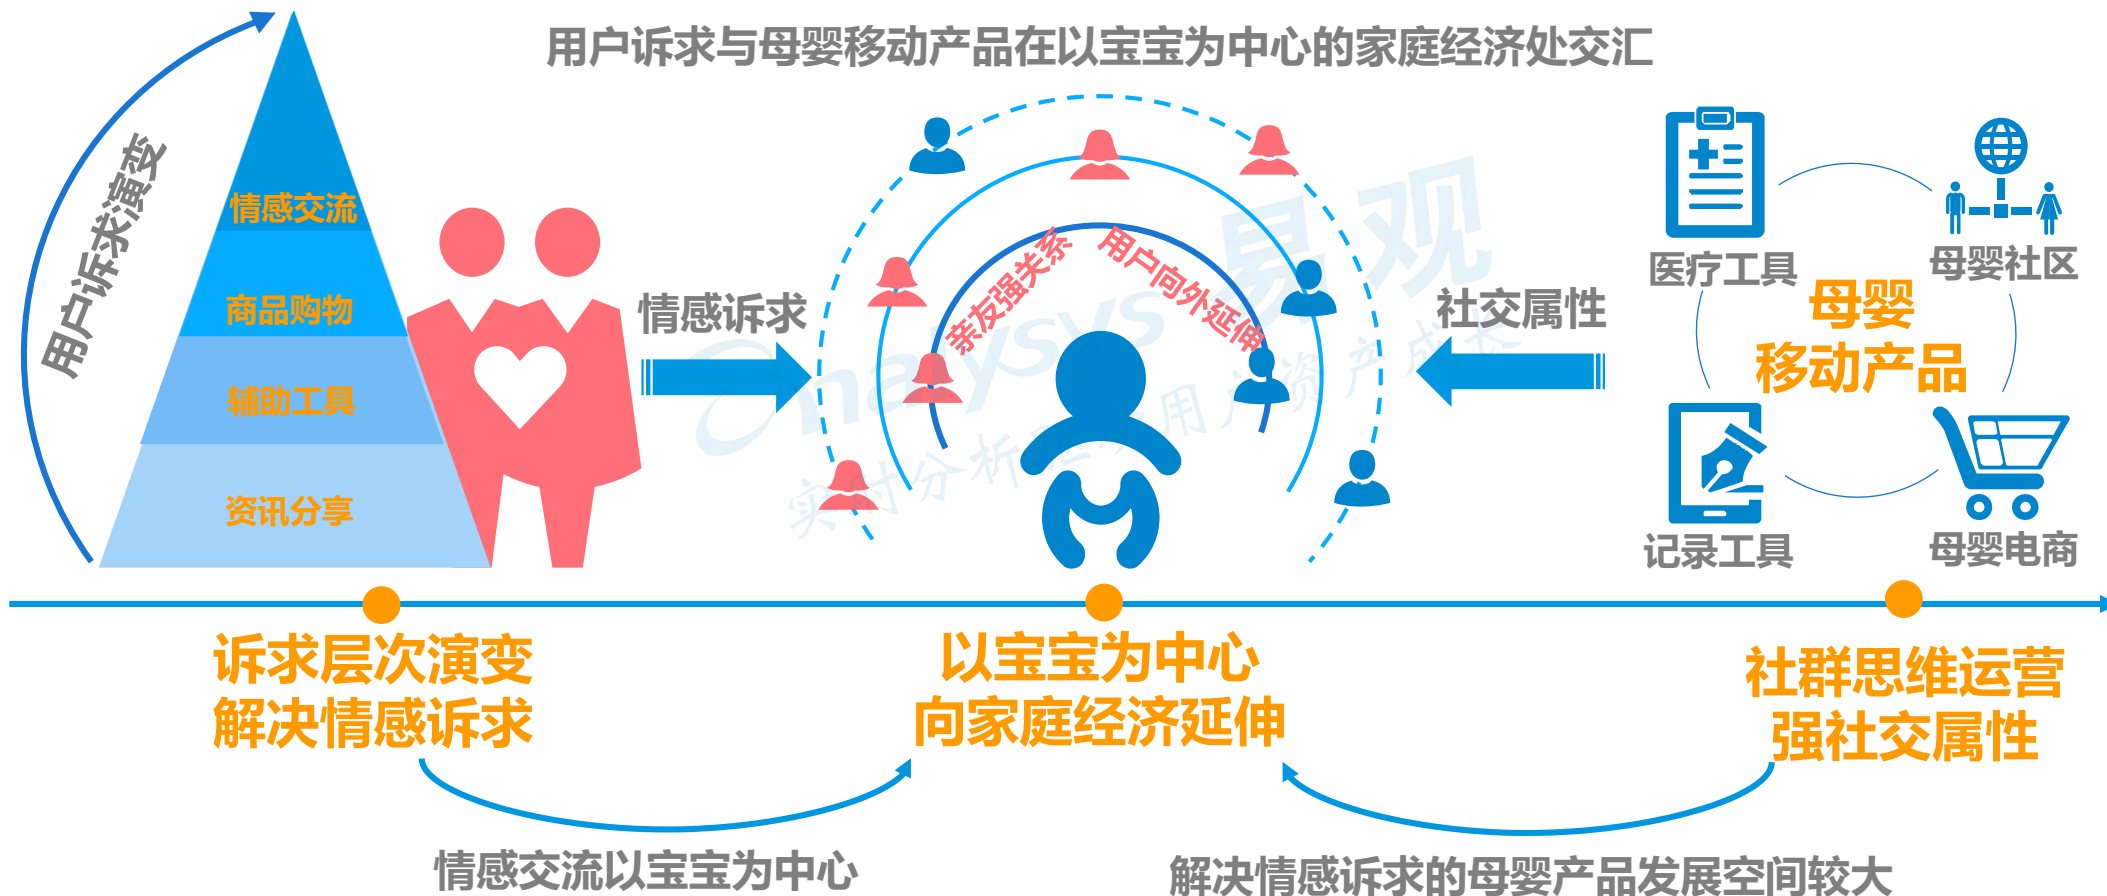 用户诉求与母婴移动产品在以宝宝为中心的家庭经济处交汇
用户诉求演变
情感交流
商品购物
辅助工具
资讯分享
情感诉求
亲友强关系
用户向外延伸
社交属性
医疗工具
母婴社区
母婴
移动产品
记录工具
母婴电商
诉求层次演变
解决情感诉求
以宝宝为中心
向家庭经济延伸
社群思维运营
强社交属性
情感交流以宝宝为中心
解决情感诉求的母婴产品发展空间较大
analysys 易观